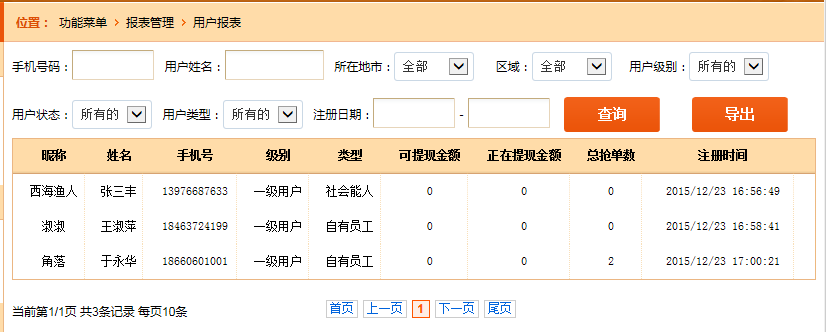 位置： 功能菜单 > 报表管理 > 用户报表
手机号码： 用户姓名： 所在地市： 全部 区域： 全部 用户级别： 所有的
用户状态： 所有的 用户类型： 所有的 注册日期： - 查询 导出
昵称 姓名 手机号 级别 类型 可提现金额 正在提现金额 总抢单数 注册时间
西海渔人 张三丰 13976687633 一级用户 社会能人 0 0 0 2015/12/23 16:56:49
淑淑 王淑萍 18463724199 一级用户 自有员工 0 0 0 2015/12/23 16:58:41
角落 于永华 18660601001 一级用户 自有员工 0 0 2 2015/12/23 17:00:21
当前第1/1页 共3条记录 每页10条 首页 上一页 1 下一页 尾页